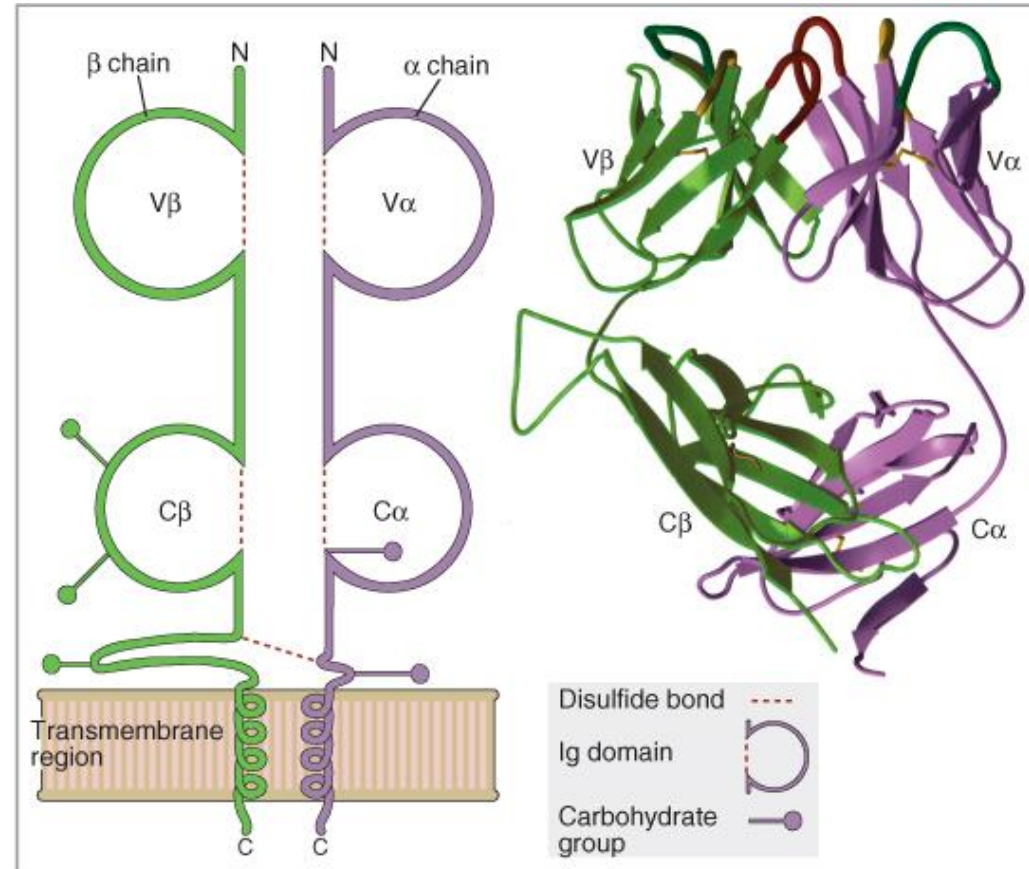 N
N
β chain
α chain
Vβ
Vα
Cβ
Cα
Transmembrane
region
C
C
Vβ
Vα
Cβ
Cα
Disulfide bond
Ig domain
Carbohydrate
group